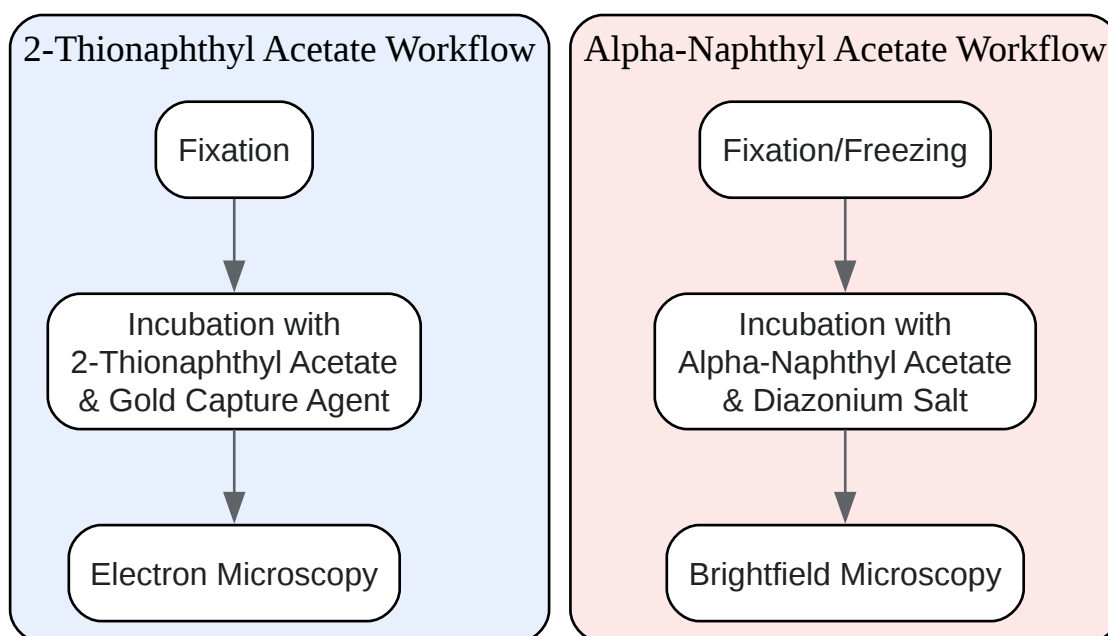 2-Thionaphthyl Acetate Workflow
Fixation
Incubation with
2-Thionaphthyl Acetate
& Gold Capture Agent
Electron Microscopy
Alpha-Naphthyl Acetate Workflow
Fixation/Freezing
Incubation with
Alpha-Naphthyl Acetate
& Diazonium Salt
Brightfield Microscopy